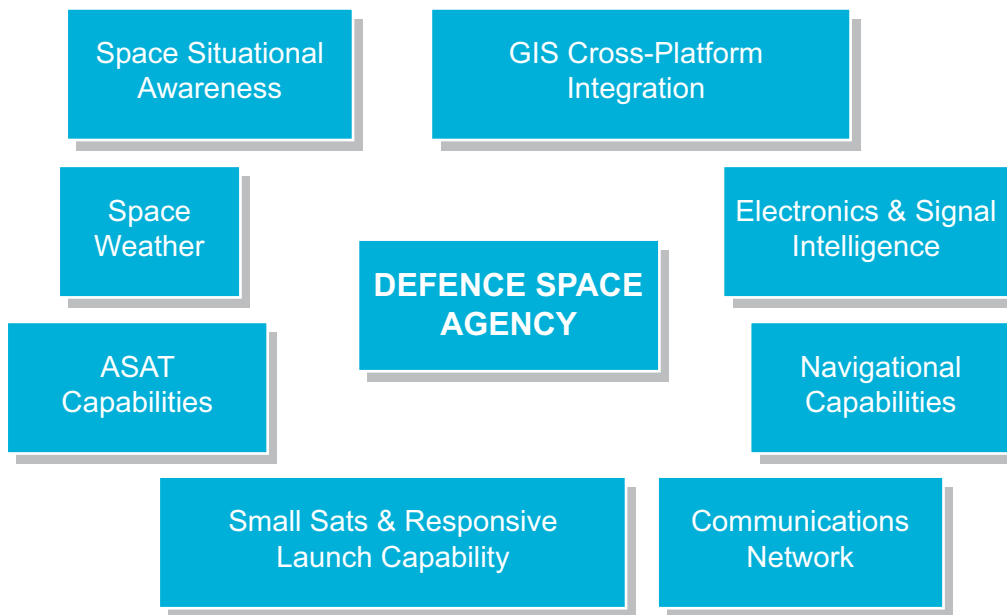 Space Situational
Awareness
GIS Cross-Platform
Integration
Space
Weather
Electronics & Signal
Intelligence
DEFENCE SPACE
AGENCY
ASAT
Capabilities
Navigational
Capabilities
Small Sats & Responsive
Launch Capability
Communications
Network